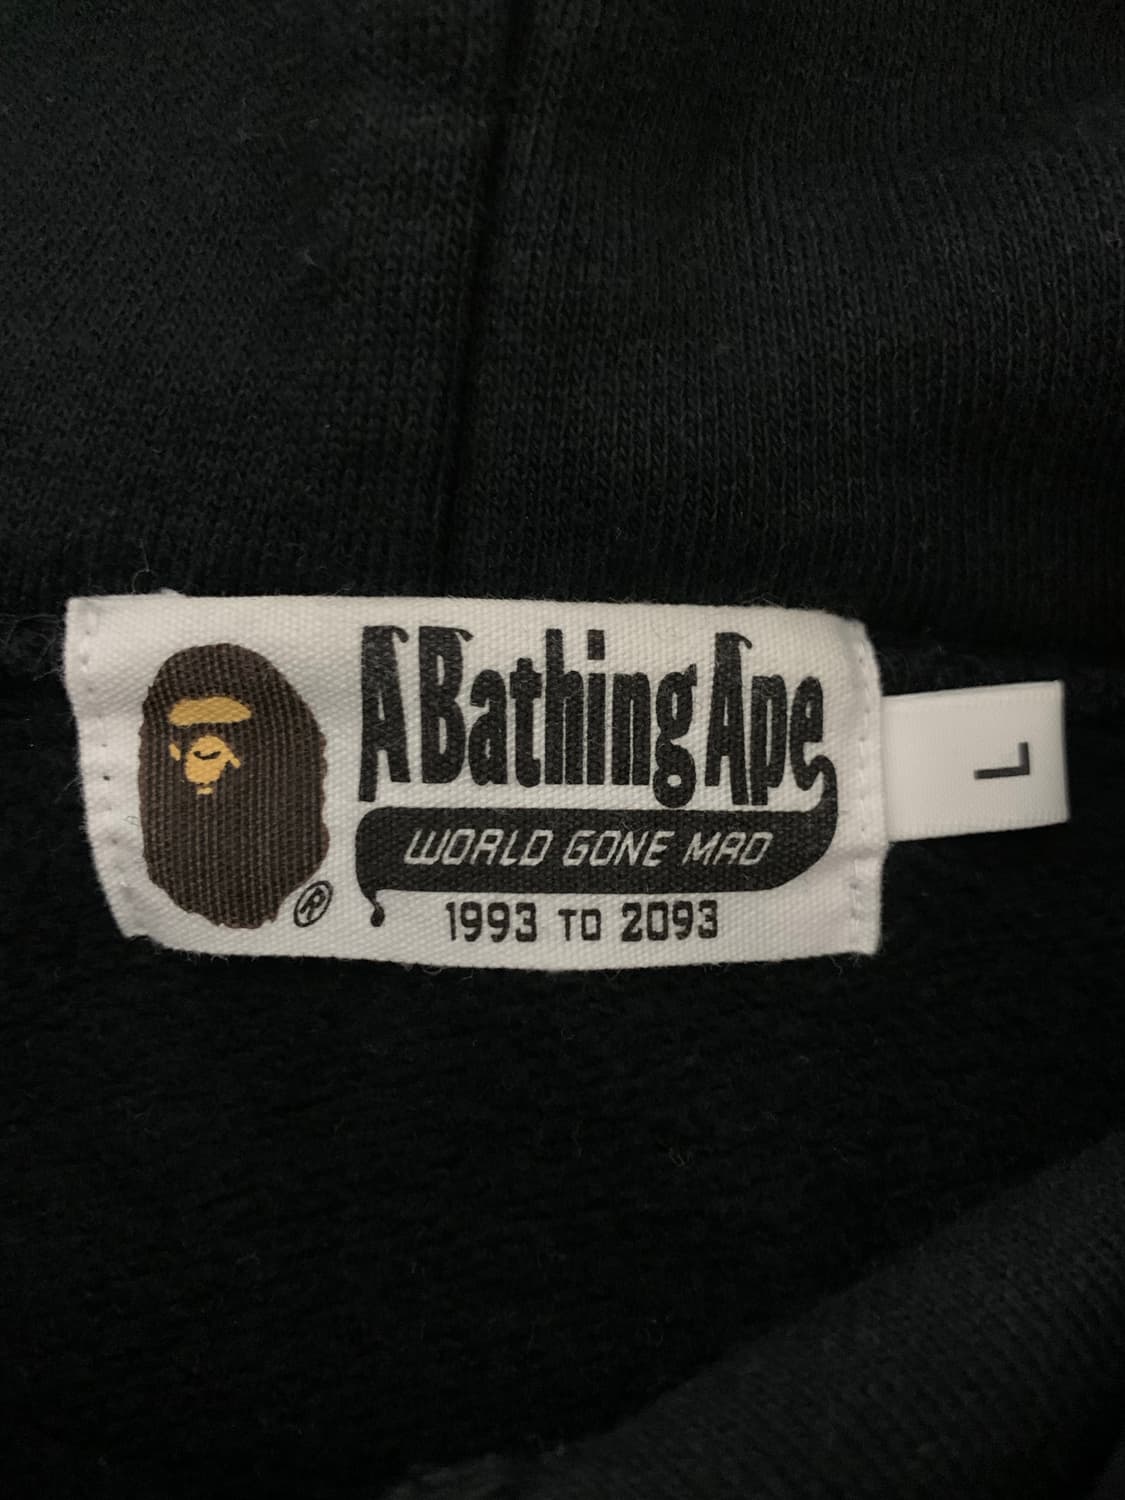 A Bathing Ape
WORLD GONE MAD
1993 TO 2093
®
L